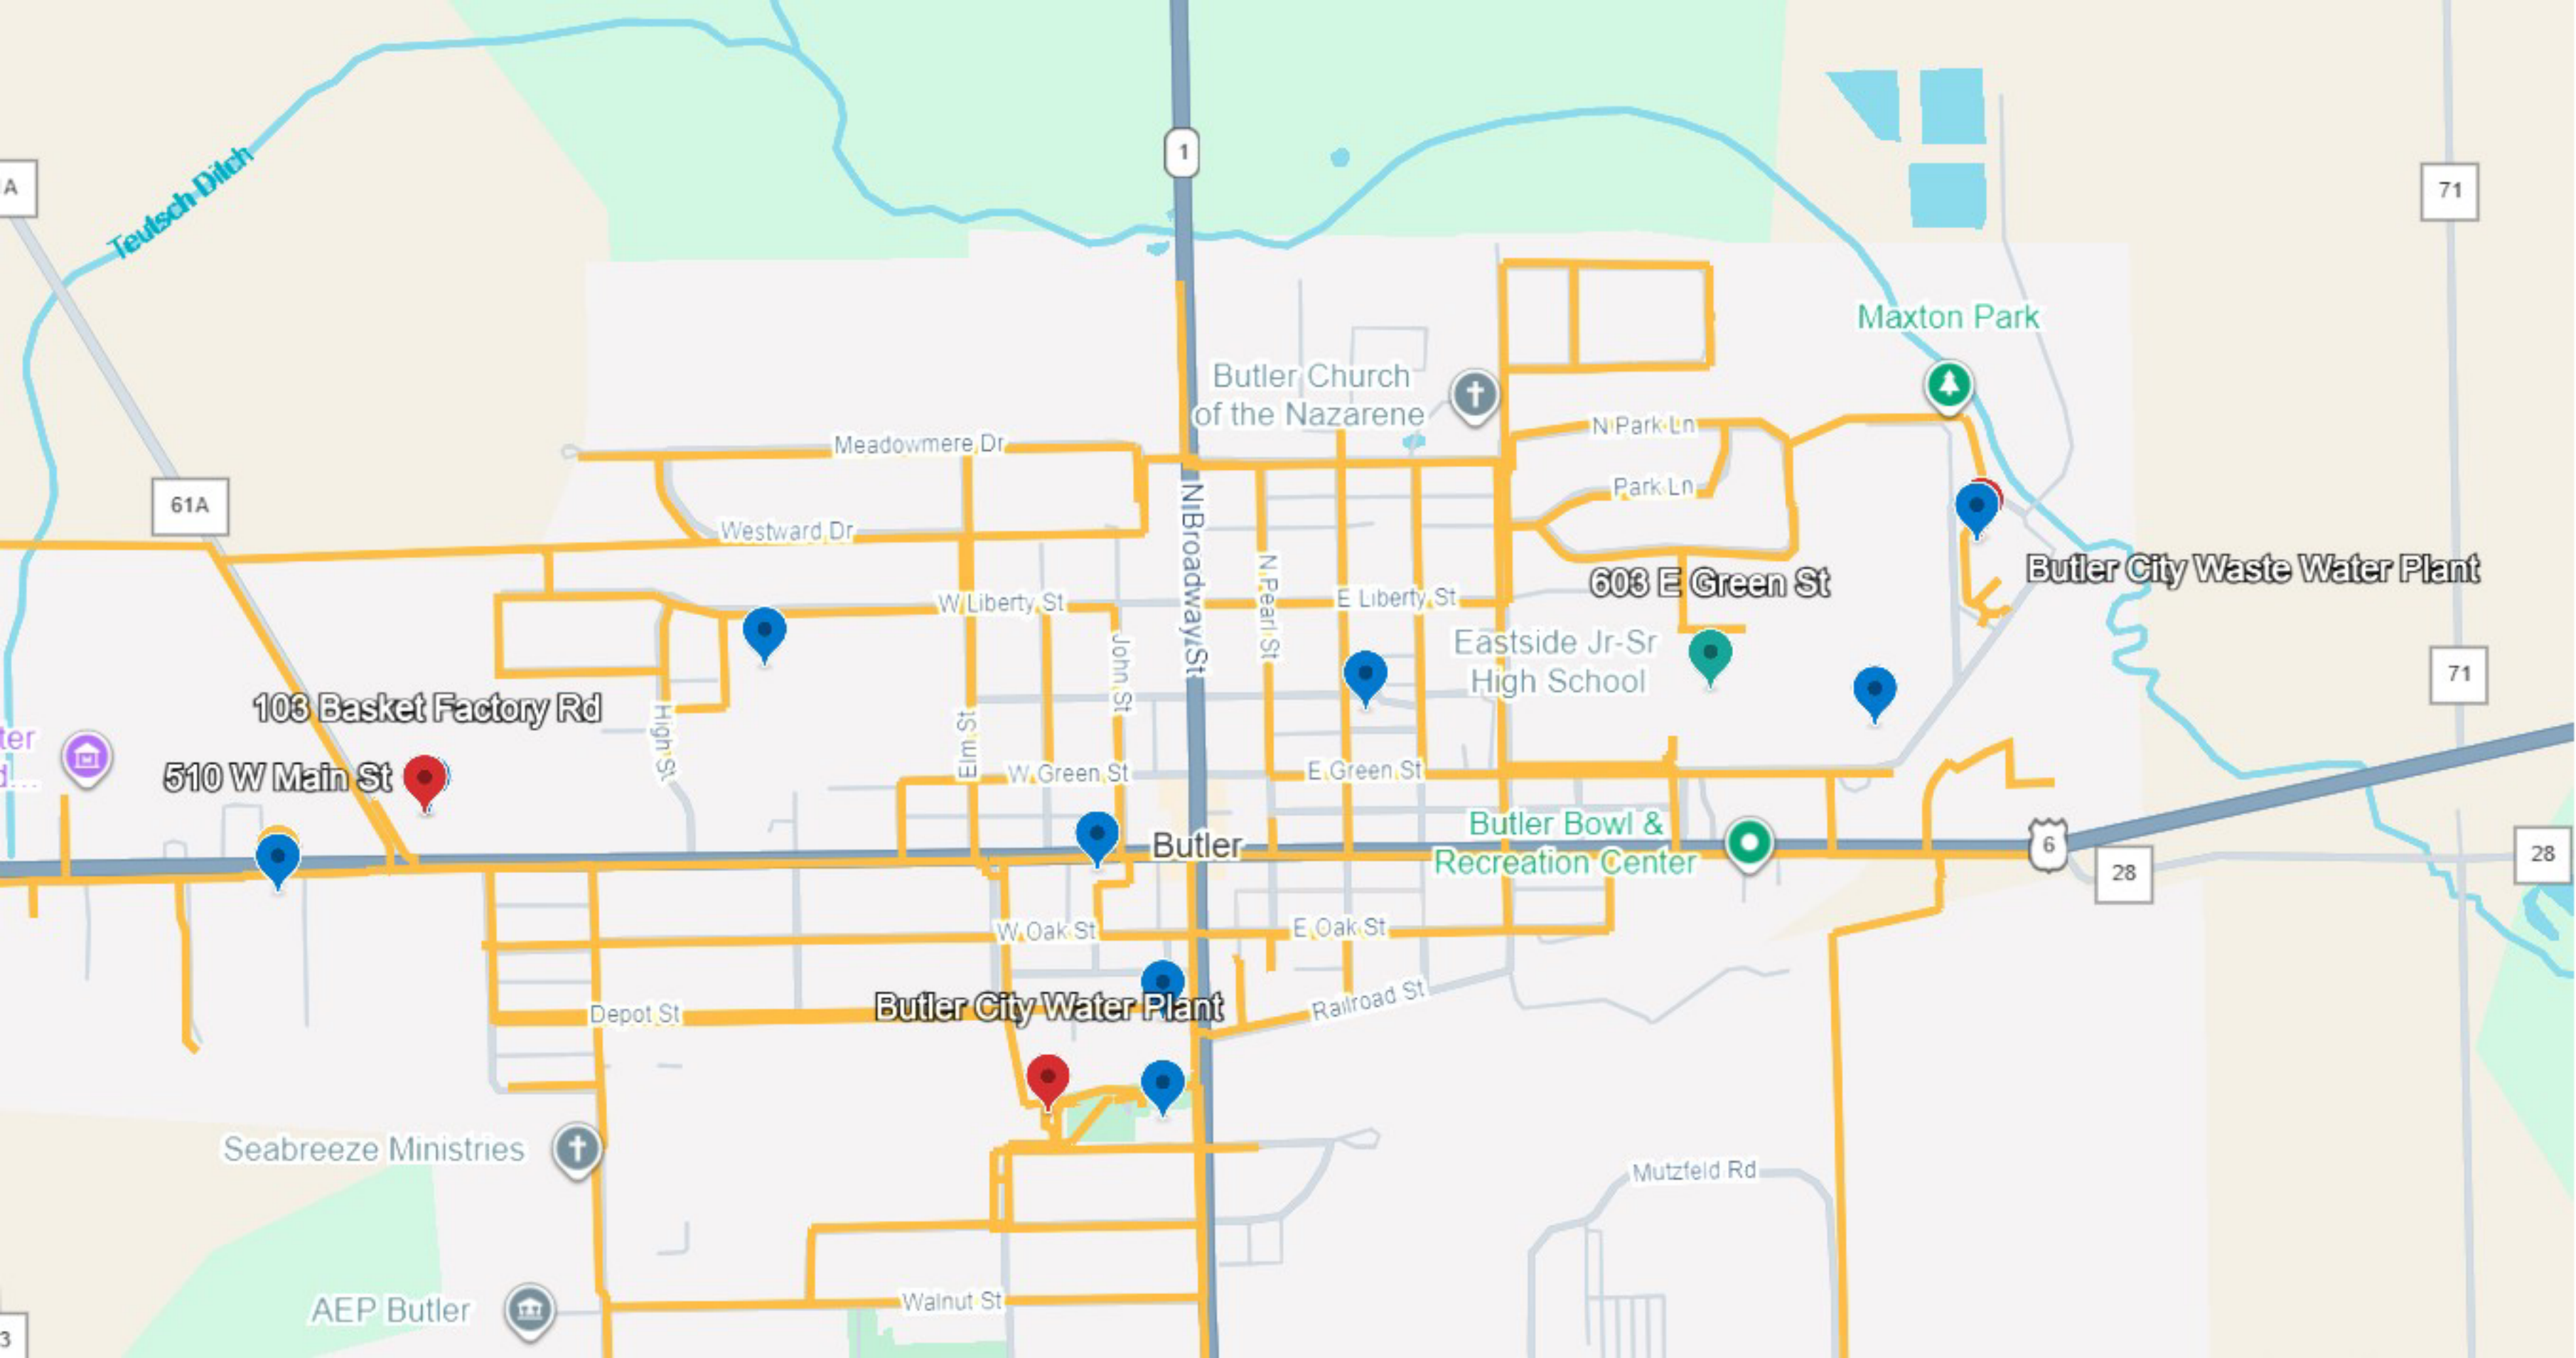 1
A
71
Teutsch Ditch
Maxton Park
Butler Church
of the Nazarene
Meadowmere Dr
N Park Ln
Park Ln
61A
Westward Dr
N Broadway St
N Pearl St
Butler City Waste Water Plant
603 E Green St
W Liberty St
E Liberty St
Eastside Jr-Sr
High School
John St
71
103 Basket Factory Rd
High St
Elm St
ter
d...
510 W Main St
W Green St
E Green St
Butler Bowl &
Recreation Center
Butler
6
28
28
W Oak St
E Oak St
Butler City Water Plant
Depot St
Railroad St
Seabreeze Ministries
Mutzfeld Rd
AEP Butler
Walnut St
3